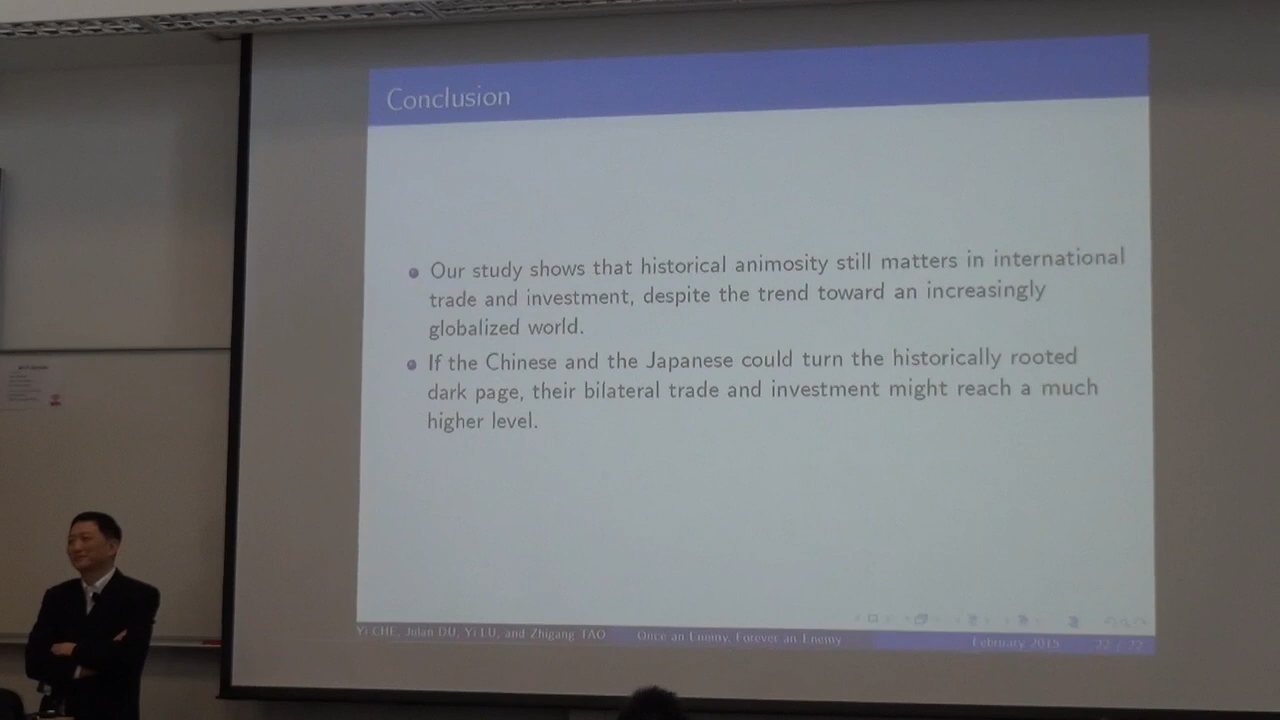 Conclusion
Our study shows that historical animosity still matters in international
trade and investment, despite the trend toward an increasingly
globalized world.
If the Chinese and the Japanese could turn the historically rooted
dark page, their bilateral trade and investment might reach a much
higher level.
Yi CHE, Julan DU, Yi LU, and Zhigang TAO Once an Enemy, Forever an Enemy February 2015 22 / 22